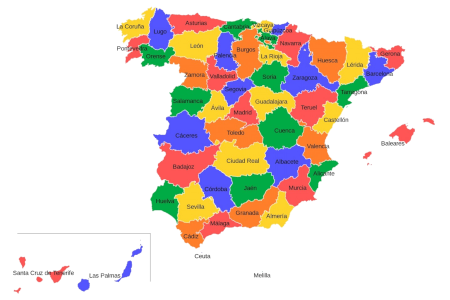 La Coruña
Lugo
Asturias
Cantabria
Vizcaya
Guipúzcoa
Álava
Navarra
Pontevedra
Orense
León
Palencia
Burgos
La Rioja
Huesca
Lérida
Gerona
Barcelona
Zamora
Valladolid
Soria
Zaragoza
Tarragona
Salamanca
Segovia
Ávila
Guadalajara
Teruel
Madrid
Castellón
Cáceres
Toledo
Cuenca
Valencia
Baleares
Badajoz
Ciudad Real
Albacete
Alicante
Córdoba
Jaén
Murcia
Huelva
Sevilla
Granada
Almería
Málaga
Cádiz
Ceuta
Melilla
Santa Cruz de Tenerife
Las Palmas